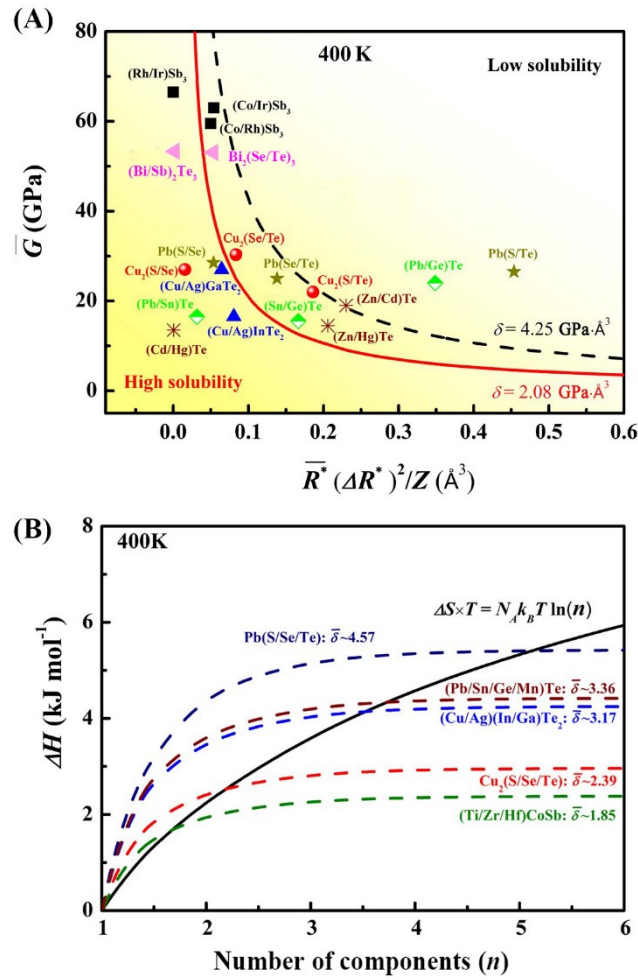 (A)
80
400 K
Low solubility
(Rh/Ir)Sb₃
(Co/Ir)Sb₃
60
(Co/Rh)Sb₃
(Bi/Sb)₂Te₃
Bi₂(Se/Te)₃
G̅ (GPa)
40
Cu₂(Se/Te)
Pb(S/Se)
Pb(Se/Te)
(Pb/Ge)Te
Pb(S/Te)
Cu₂(S/Se)
Cu₂(S/Te)
(Cu/Ag)GaTe₂
20
(Pb/Sn)Te
(Sn/Ge)Te
(Zn/Cd)Te
(Cu/Ag)InTe₂
(Zn/Hg)Te
(Cd/Hg)Te
δ = 4.25 GPa·Å³
0
High solubility
δ = 2.08 GPa·Å³
0.0 0.1 0.2 0.3 0.4 0.5 0.6
R̅* (ΔR*)²/Z (Å³)
(B)
8
400K
6
ΔS×T = N_A k_B T ln(n)
Pb(S/Se/Te): δ̅~4.57
(Pb/Sn/Ge/Mn)Te: δ̅~3.36
4
(Cu/Ag)(In/Ga)Te₂: δ̅~3.17
ΔH (kJ mol⁻¹)
Cu₂(S/Se/Te): δ̅~2.39
2
(Ti/Zr/Hf)CoSb: δ̅~1.85
0
1 2 3 4 5 6
Number of components (n)